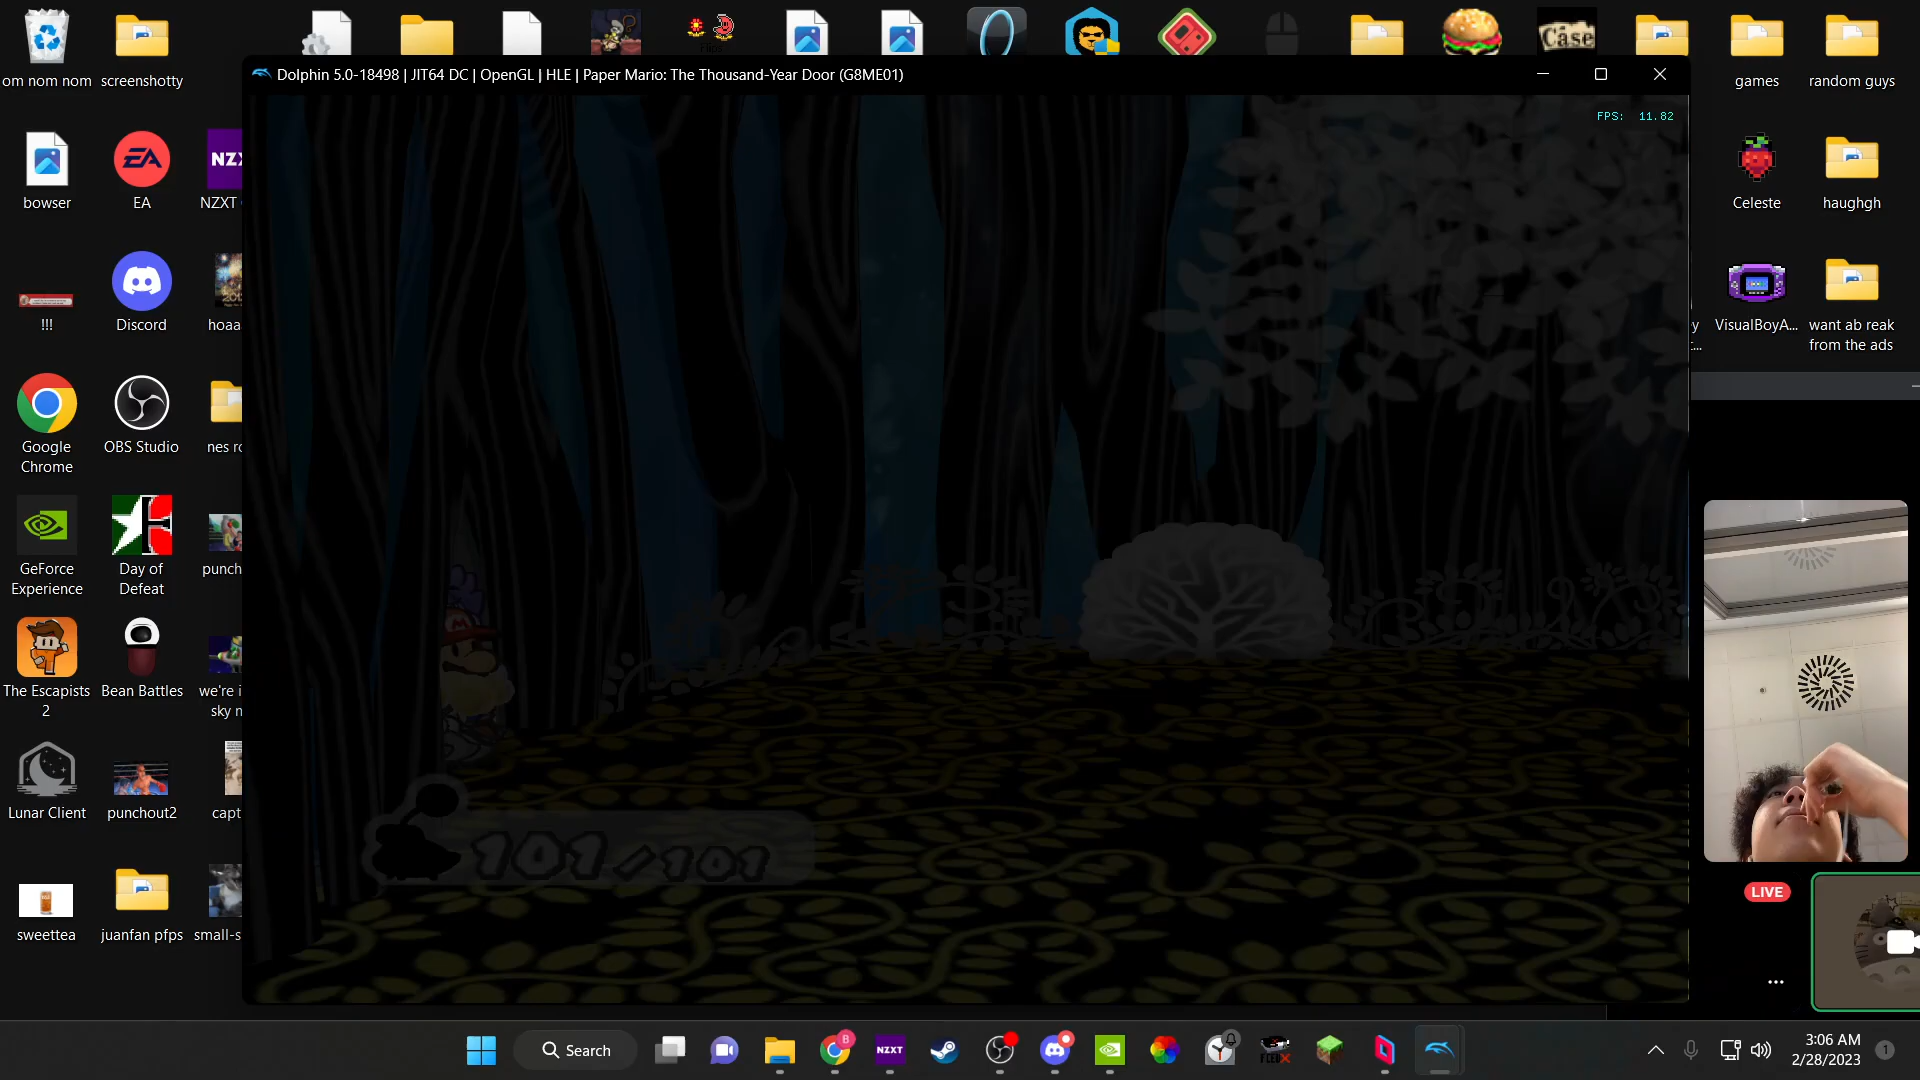 Dolphin 5.0-18498 | JIT64 DC | OpenGL | HLE | Paper Mario: The Thousand-Year Door (G8ME01)
FPS: 11.82
om nom nom
screenshotty
Case
games
random guys
bowser
EA
NZXT
Celeste
haughgh
!!!
Discord
hoaa
VisualBoyA...
want ab reak
from the ads
Google
Chrome
OBS Studio
nes ro
GeForce
Experience
Day of
Defeat
punch
The Escapists
2
Bean Battles
we're i
sky n
Lunar Client
punchout2
capt
101/101
LIVE
sweettea
juanfan pfps
small-s
Search
NZXT
3:06 AM
2/28/2023
1